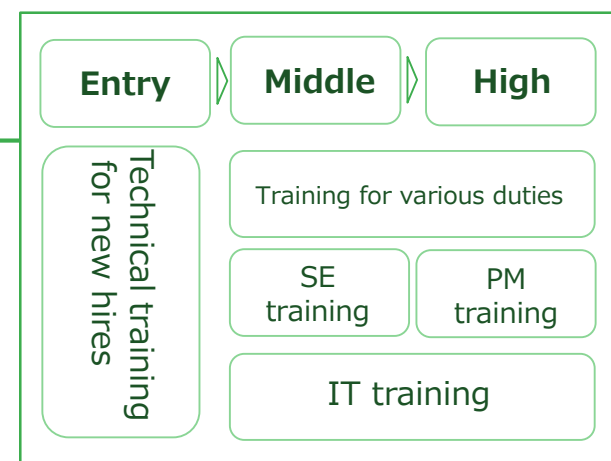 Entry
Middle
High
Technical training
for new hires
Training for various duties
SE
training
PM
training
IT training